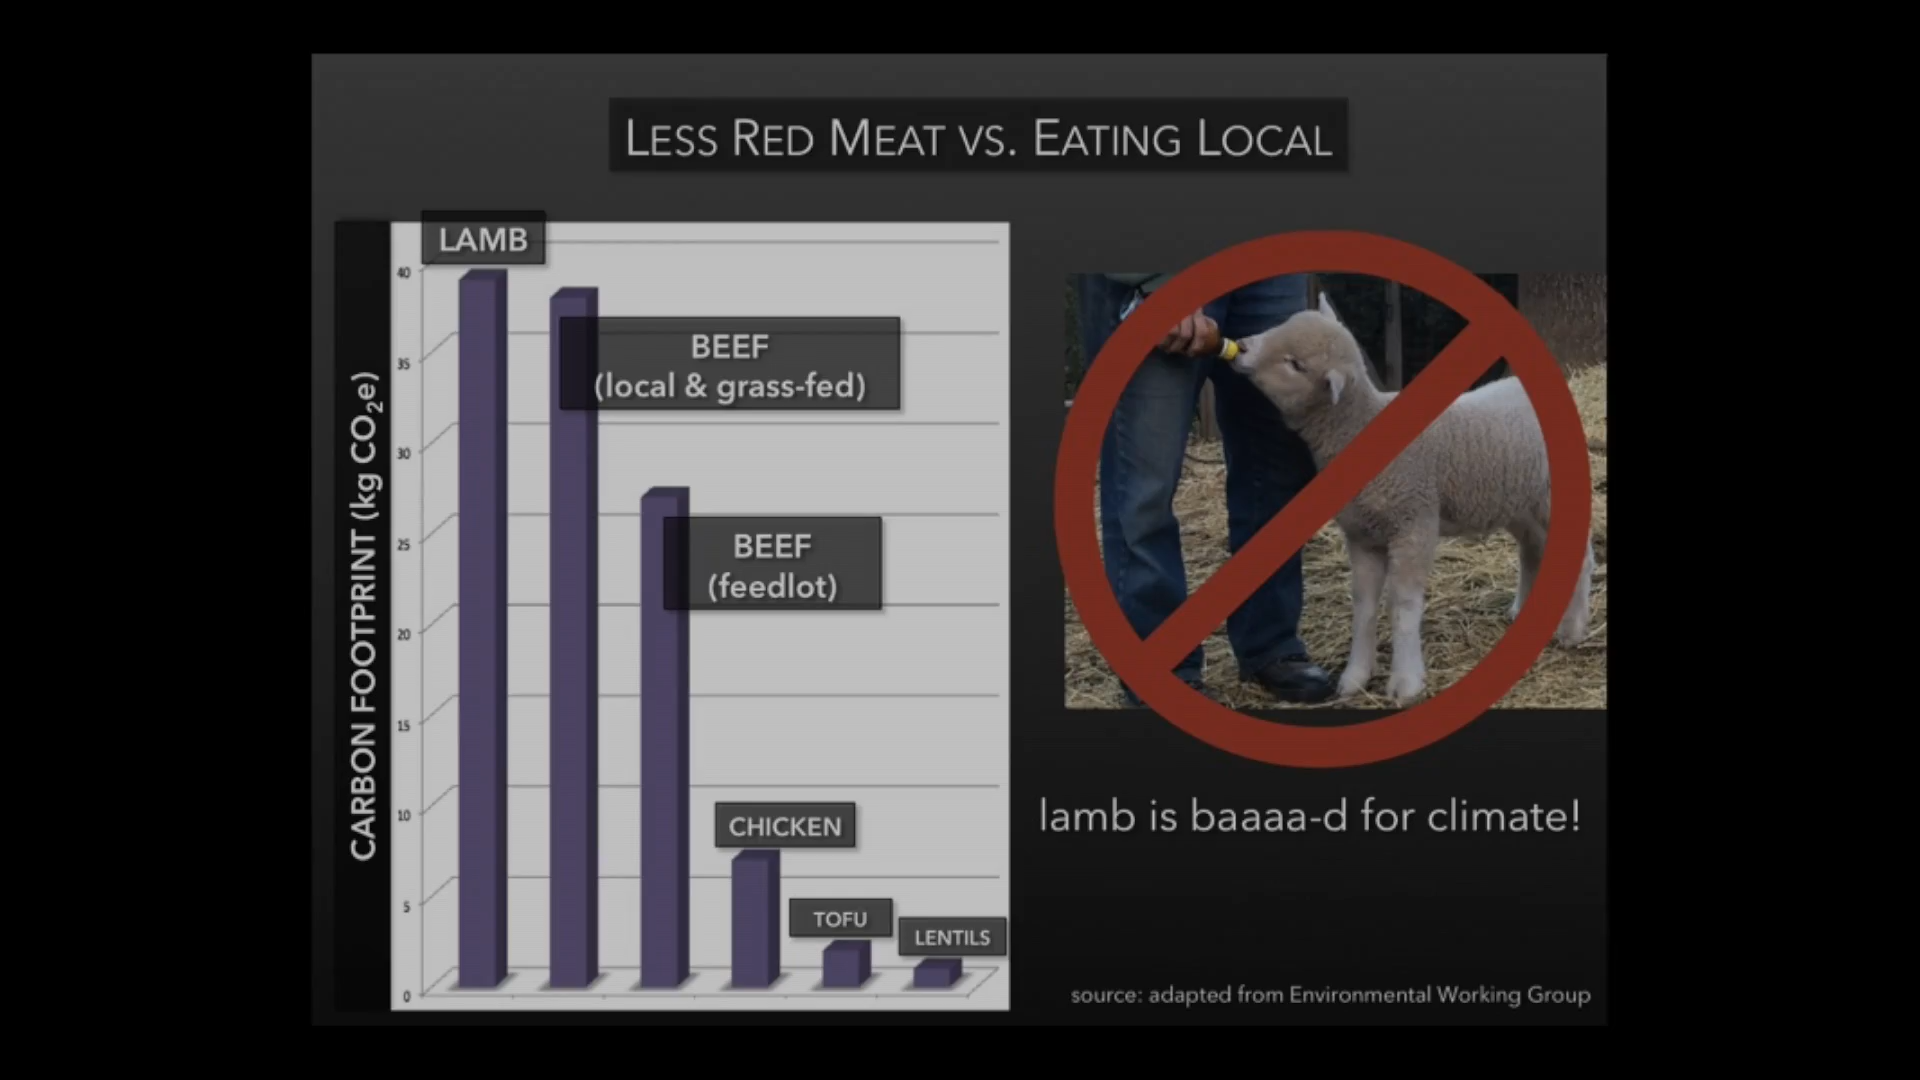 LESS RED MEAT VS. EATING LOCAL
CARBON FOOTPRINT (kg CO₂e)
40
35
30
25
20
15
10
5
0
LAMB
BEEF
(local & grass-fed)
BEEF
(feedlot)
CHICKEN
TOFU
LENTILS
lamb is baaaa-d for climate!
source: adapted from Environmental Working Group